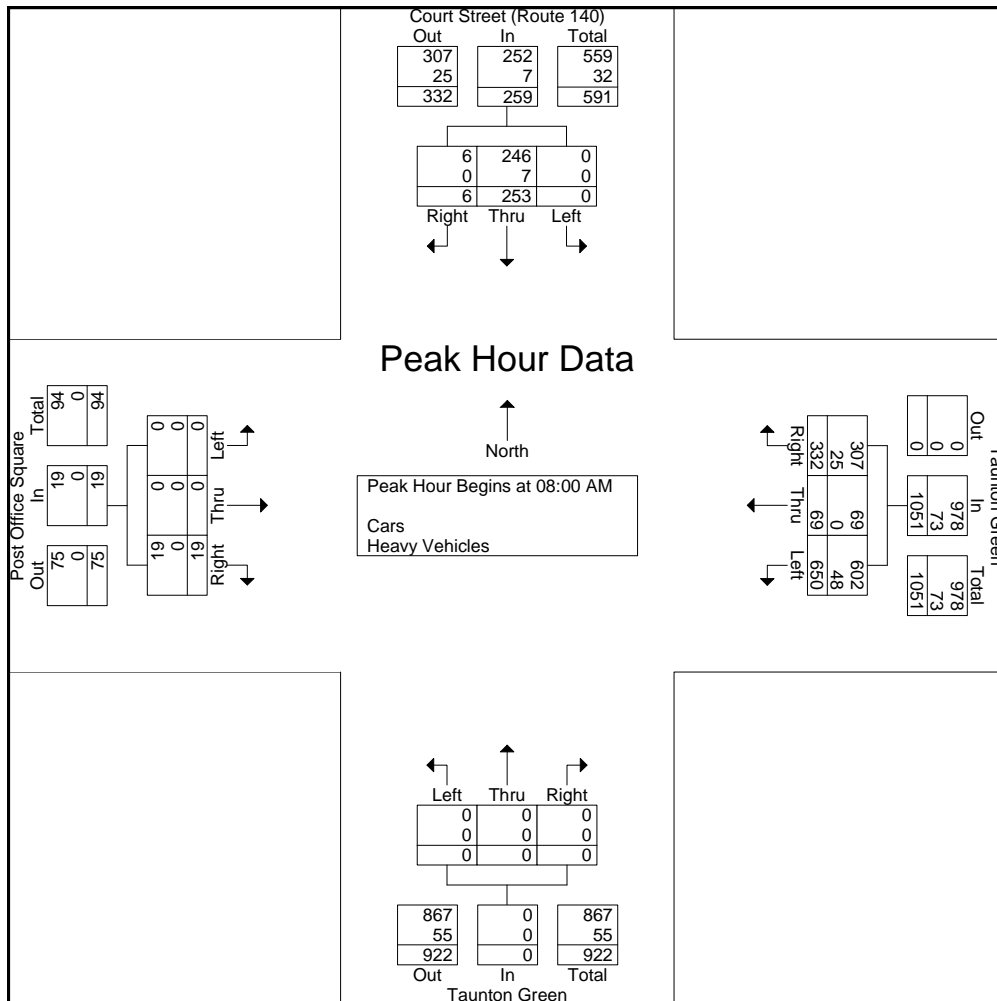 Court Street (Route 140)
Out In Total
307 252 559
25 7 32
332 259 591
6 246 0
0 7 0
6 253 0
Right Thru Left
Peak Hour Data
North
Peak Hour Begins at 08:00 AM
Cars
Heavy Vehicles
Post Office Square
Total
94
0
94
In
19
0
19
Out
75
0
75
Left
0
0
0
Thru
0
0
0
Right
19
0
19
Taunton Green
Out
0
0
0
In
978
73
1051
Total
978
73
1051
Right
307
25
332
Thru
69
0
69
Left
602
48
650
Left Thru Right
0 0 0
0 0 0
0 0 0
867 0 867
55 0 55
922 0 922
Out In Total
Taunton Green